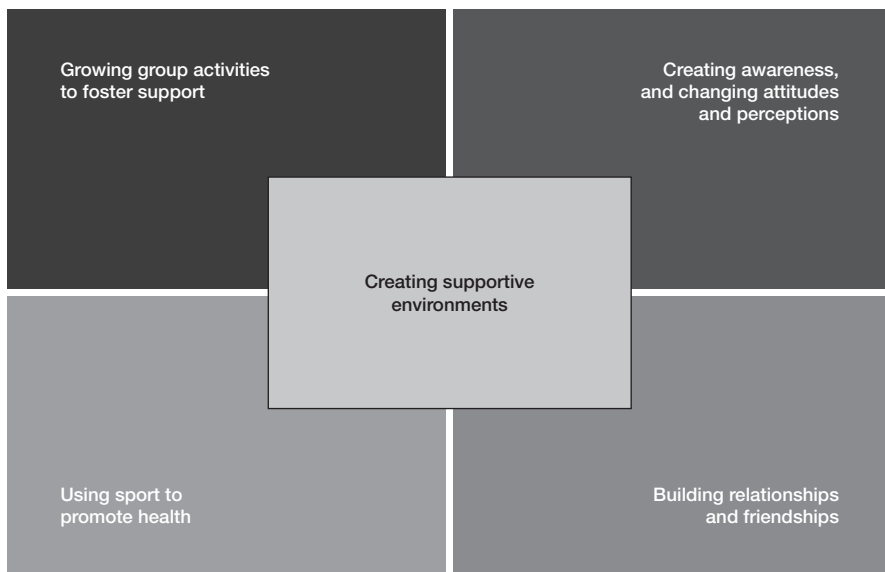 Growing group activities
to foster support
Creating awareness,
and changing attitudes
and perceptions
Creating supportive
environments
Using sport to
promote health
Building relationships
and friendships